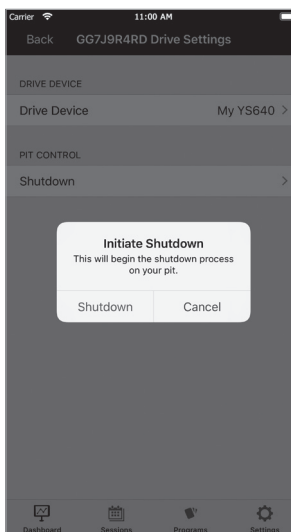 Carrier 11:00 AM
Back GG7J9R4RD Drive Settings
DRIVE DEVICE
Drive Device My YS640 >
PIT CONTROL
Shutdown >
Initiate Shutdown
This will begin the shutdown process
on your pit.
Shutdown Cancel
Dashboard Sessions Programs Settings